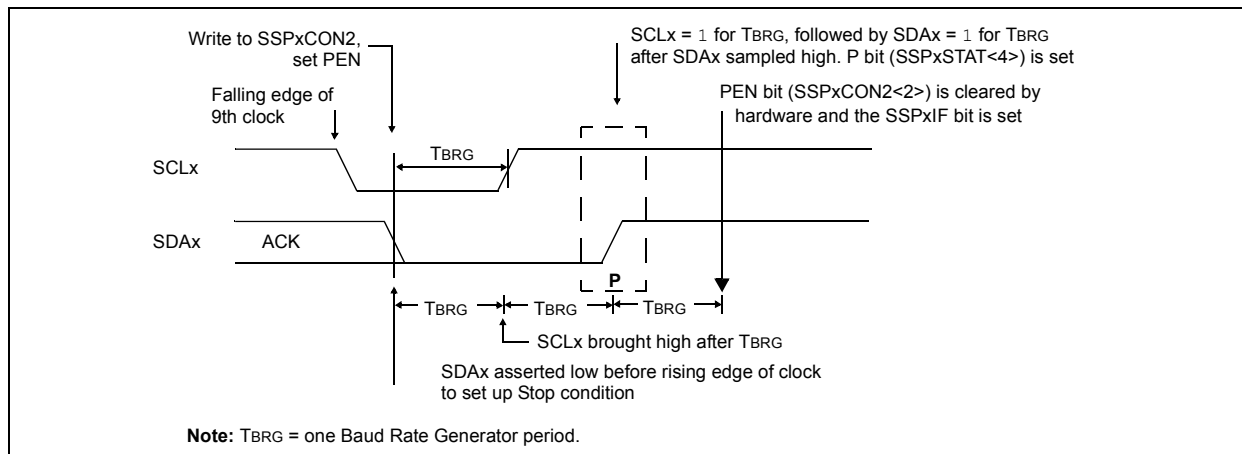 Write to SSPxCON2,
set PEN
SCLx = 1 for TBRG, followed by SDAx = 1 for TBRG
after SDAx sampled high. P bit (SSPxSTAT<4>) is set
Falling edge of
9th clock
PEN bit (SSPxCON2<2>) is cleared by
hardware and the SSPxIF bit is set
TBRG
SCLx
SDAx
ACK
P
TBRG
TBRG
TBRG
SCLx brought high after TBRG
SDAx asserted low before rising edge of clock
to set up Stop condition
Note: TBRG = one Baud Rate Generator period.